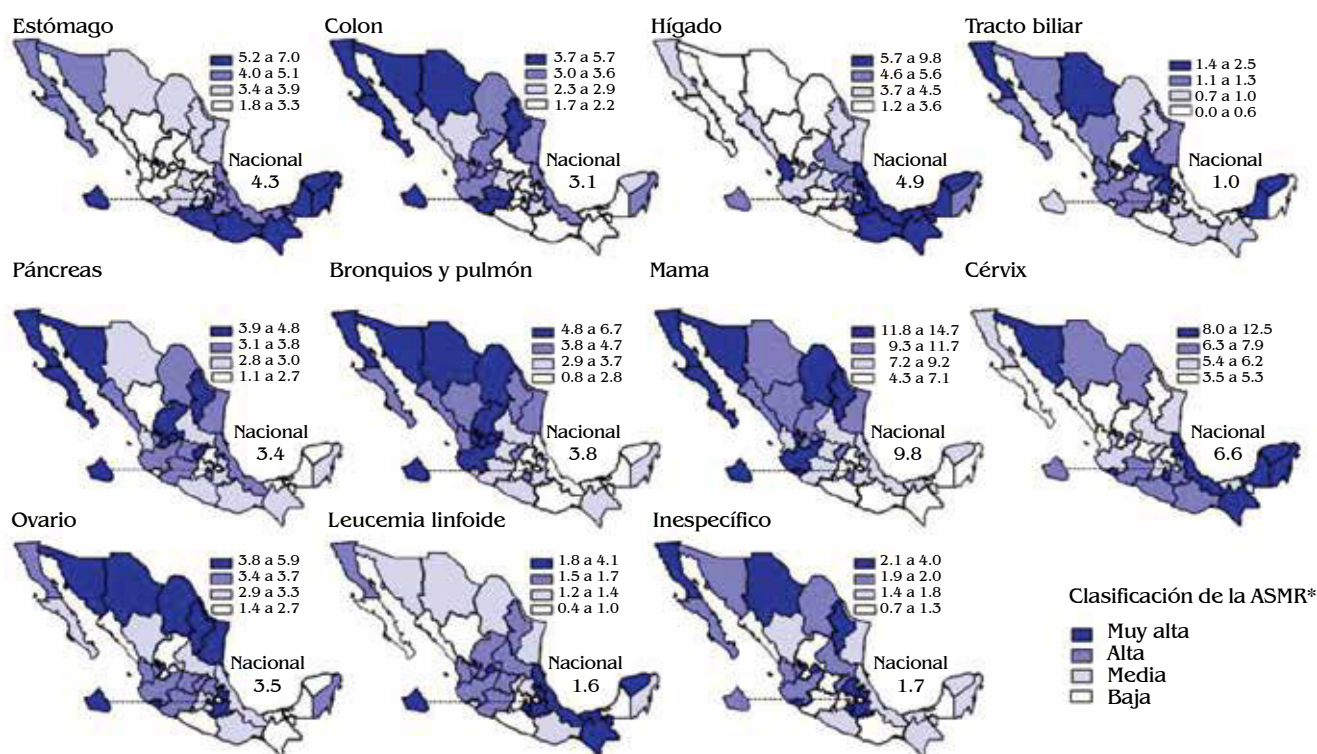 Estómago
5.2 a 7.0
4.0 a 5.1
3.4 a 3.9
1.8 a 3.3
Nacional
4.3
Colon
3.7 a 5.7
3.0 a 3.6
2.3 a 2.9
1.7 a 2.2
Nacional
3.1
Hígado
5.7 a 9.8
4.6 a 5.6
3.7 a 4.5
1.2 a 3.6
Nacional
4.9
Tracto biliar
1.4 a 2.5
1.1 a 1.3
0.7 a 1.0
0.0 a 0.6
Nacional
1.0
Páncreas
3.9 a 4.8
3.1 a 3.8
2.8 a 3.0
1.1 a 2.7
Nacional
3.4
Bronquios y pulmón
4.8 a 6.7
3.8 a 4.7
2.9 a 3.7
0.8 a 2.8
Nacional
3.8
Mama
11.8 a 14.7
9.3 a 11.7
7.2 a 9.2
4.3 a 7.1
Nacional
9.8
Cérvix
8.0 a 12.5
6.3 a 7.9
5.4 a 6.2
3.5 a 5.3
Nacional
6.6
Ovario
3.8 a 5.9
3.4 a 3.7
2.9 a 3.3
1.4 a 2.7
Nacional
3.5
Leucemia linfoide
1.8 a 4.1
1.5 a 1.7
1.2 a 1.4
0.4 a 1.0
Nacional
1.6
Inespecífico
2.1 a 4.0
1.9 a 2.0
1.4 a 1.8
0.7 a 1.3
Nacional
1.7
Clasificación de la ASMR*
Muy alta
Alta
Media
Baja